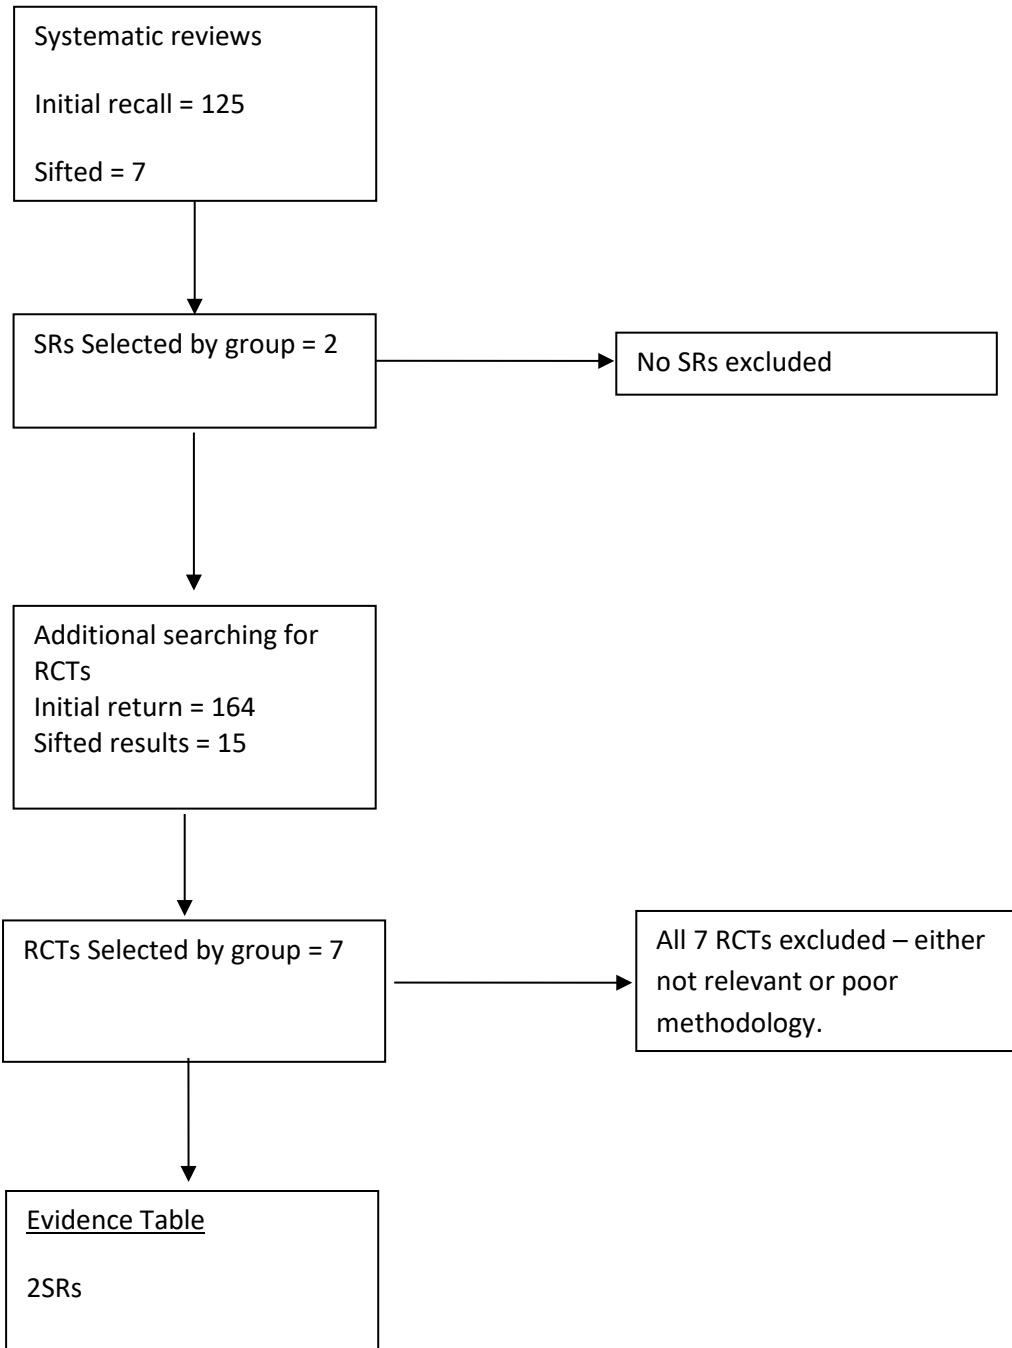 Systematic reviews
Initial recall = 125
Sifted = 7
SRs Selected by group = 2
No SRs excluded
Additional searching for
RCTs
Initial return = 164
Sifted results = 15
RCTs Selected by group = 7
All 7 RCTs excluded – either
not relevant or poor
methodology.
Evidence Table
2SRs